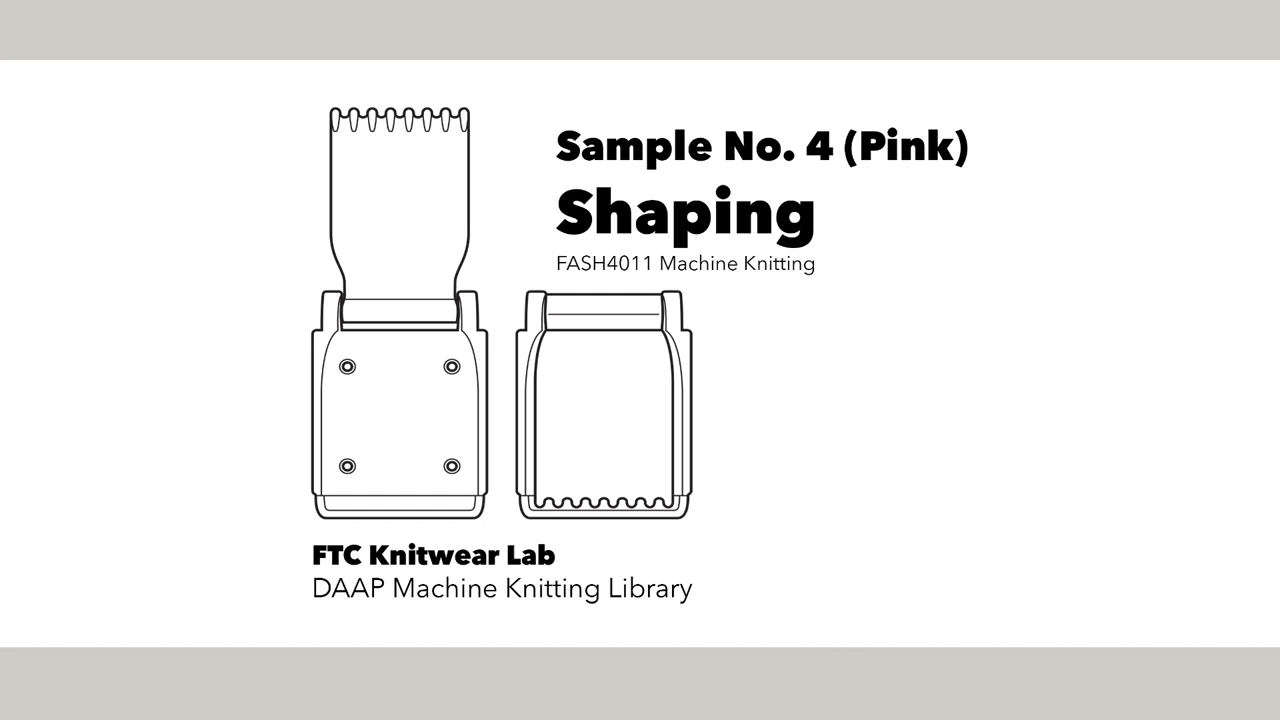 Sample No. 4 (Pink)
Shaping
FASH4011 Machine Knitting
FTC Knitwear Lab
DAAP Machine Knitting Library